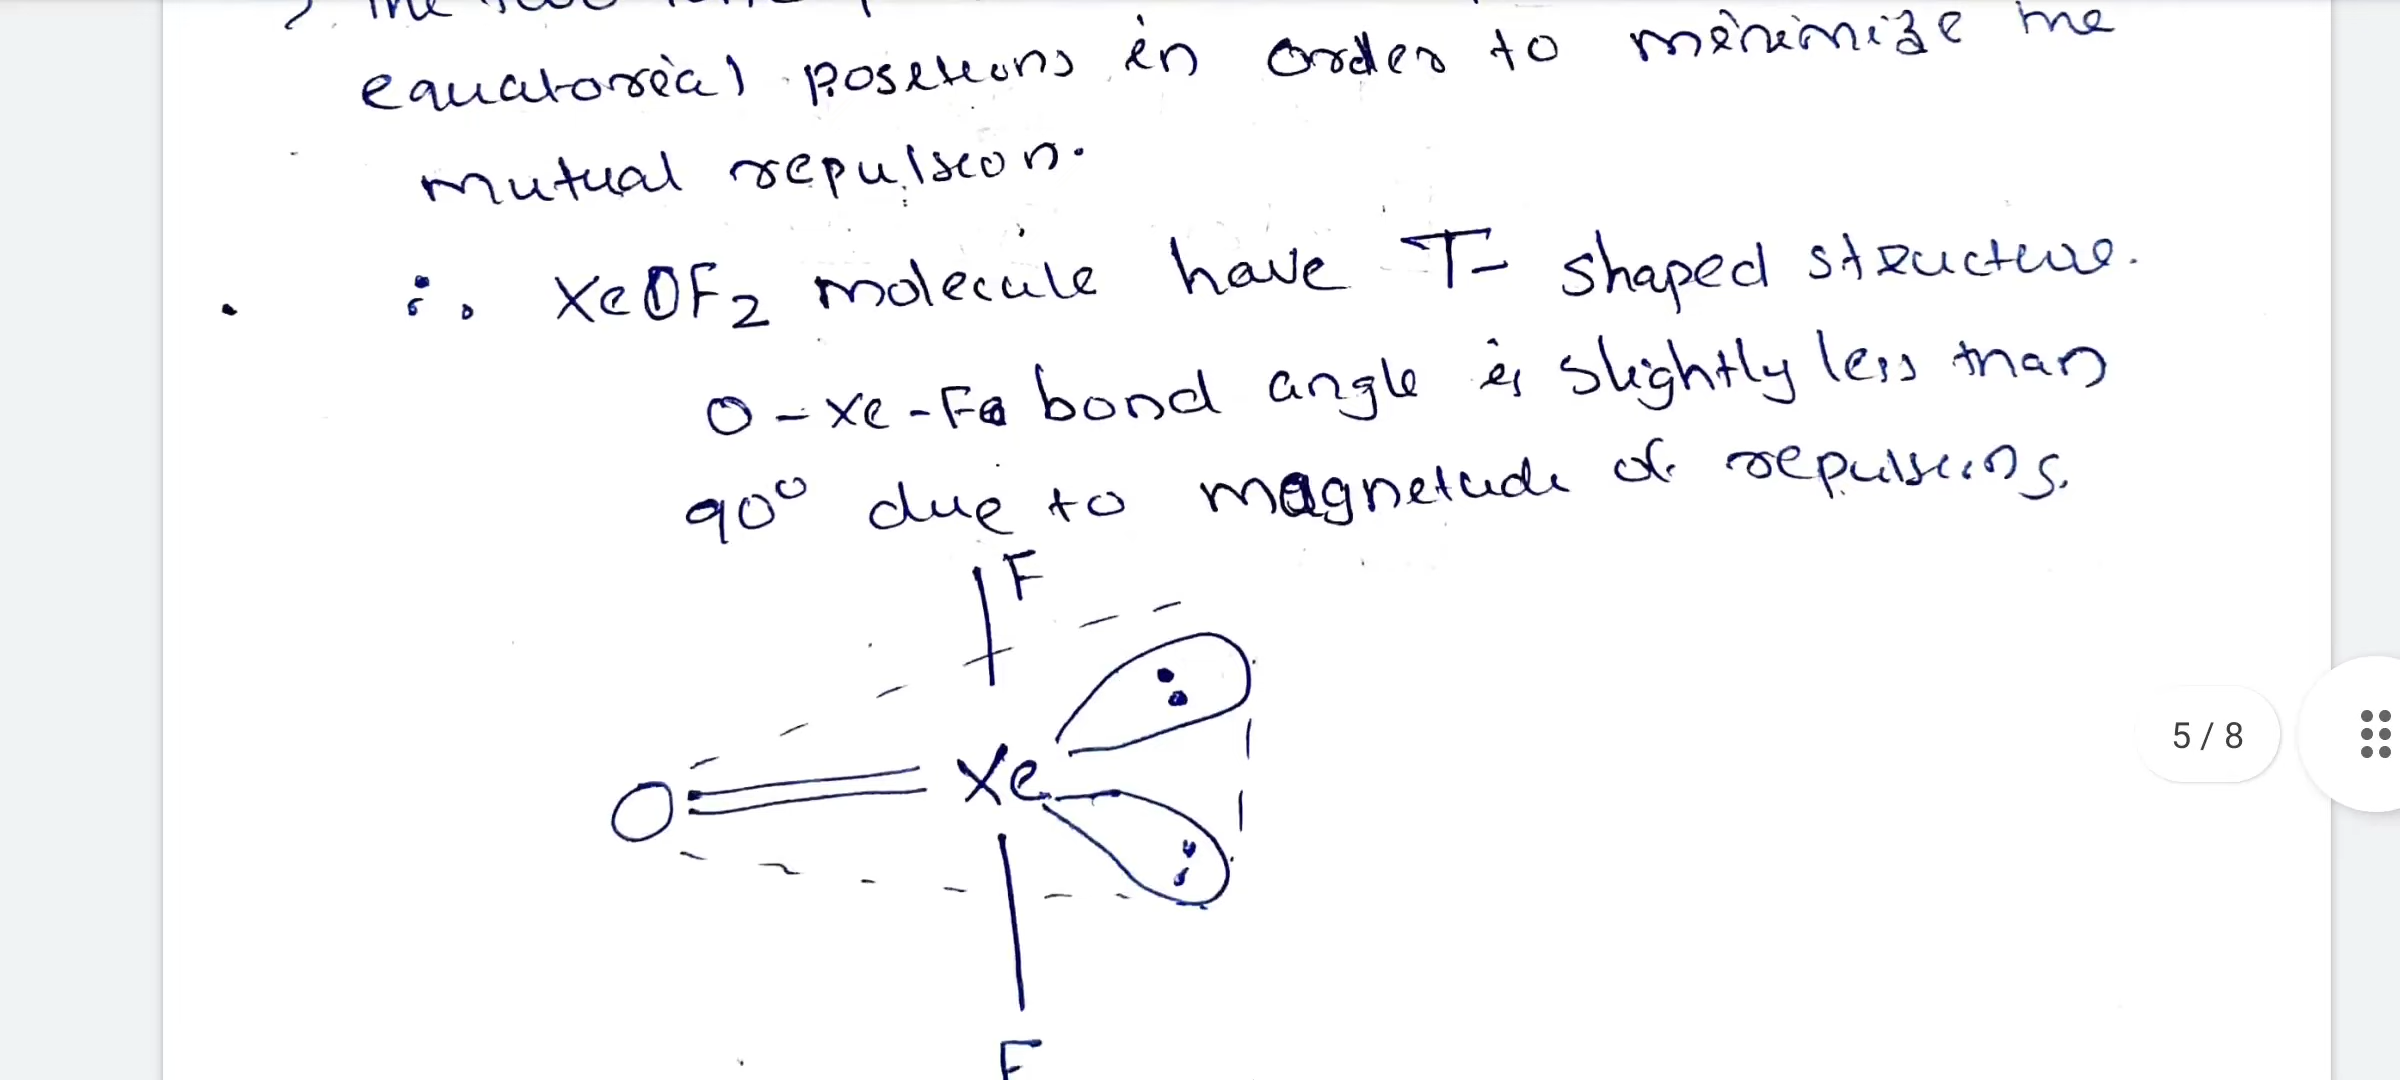 equatorial positions in order to minimize the
mutual repulsion.
∴ XeOF2 molecule have T- shaped structure.
O-Xe-F bond angle is slightly less than
90° due to magnitude of repulsions.
F
O Xe
F
5 / 8